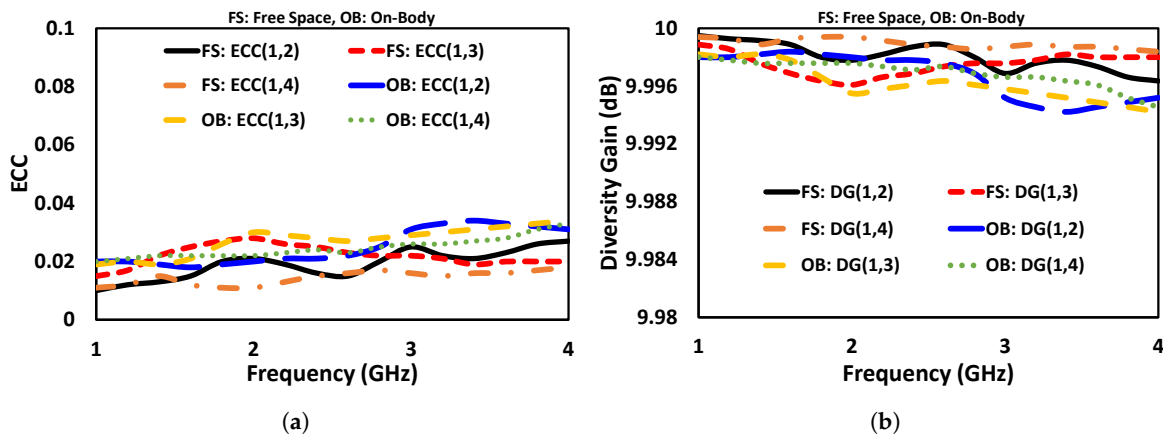 FS: Free Space, OB: On-Body
0.1
0.08
0.06
0.04
0.02
0
ECC
FS: ECC(1,2)
FS: ECC(1,3)
FS: ECC(1,4)
OB: ECC(1,2)
OB: ECC(1,3)
OB: ECC(1,4)
1 2 3 4
Frequency (GHz)
(a)
FS: Free Space, OB: On-Body
10
9.996
9.992
9.988
9.984
9.98
Diversity Gain (dB)
FS: DG(1,2)
FS: DG(1,3)
FS: DG(1,4)
OB: DG(1,2)
OB: DG(1,3)
OB: DG(1,4)
1 2 3 4
Frequency (GHz)
(b)